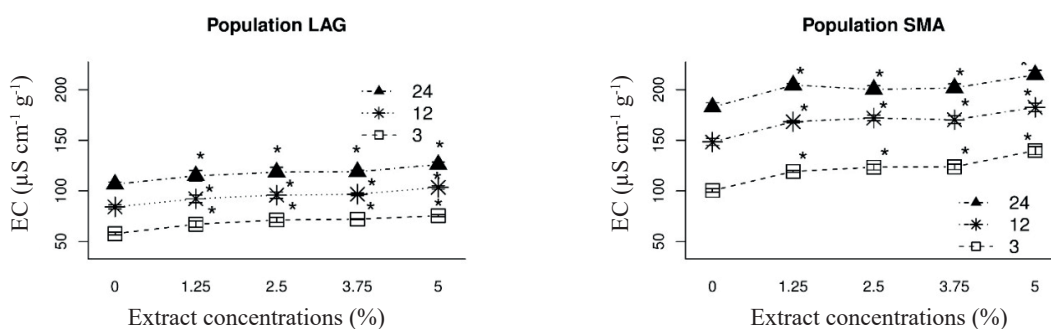 Population LAG
EC (µS cm⁻¹ g⁻¹)
200
150
100
50
24
12
3
0 1.25 2.5 3.75 5
Extract concentrations (%)
Population SMA
EC (µS cm⁻¹ g⁻¹)
200
150
100
50
24
12
3
0 1.25 2.5 3.75 5
Extract concentrations (%)